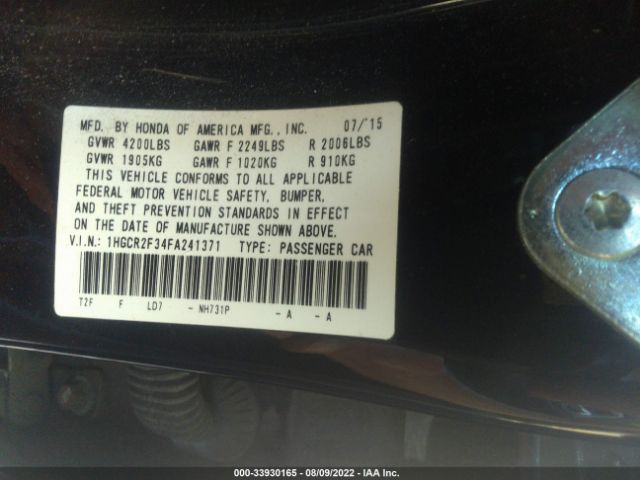 MFD. BY HONDA OF AMERICA MFG., INC. 07/'15
GVWR 4200LBS GAWR F 2249LBS R 2006LBS
GVWR 1905KG GAWR F 1020KG R 910KG
THIS VEHICLE CONFORMS TO ALL APPLICABLE
FEDERAL MOTOR VEHICLE SAFETY, BUMPER,
AND THEFT PREVENTION STANDARDS IN EFFECT
ON THE DATE OF MANUFACTURE SHOWN ABOVE.
V.I.N.: 1HGCR2F34FA241371 TYPE: PASSENGER CAR
T2F F LD7 - NH731P - A - A
000-33930165 - 08/09/2022 - IAA Inc.